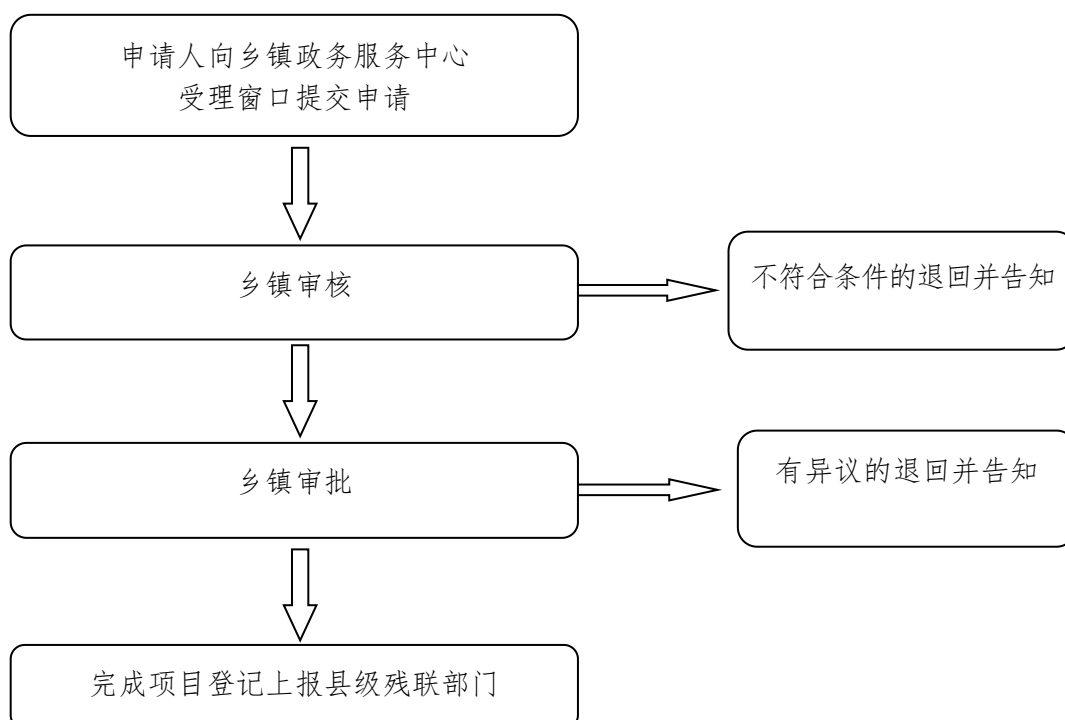 申请人向乡镇政务服务中心
受理窗口提交申请
乡镇审核
不符合条件的退回并告知
乡镇审批
有异议的退回并告知
完成项目登记上报县级残联部门